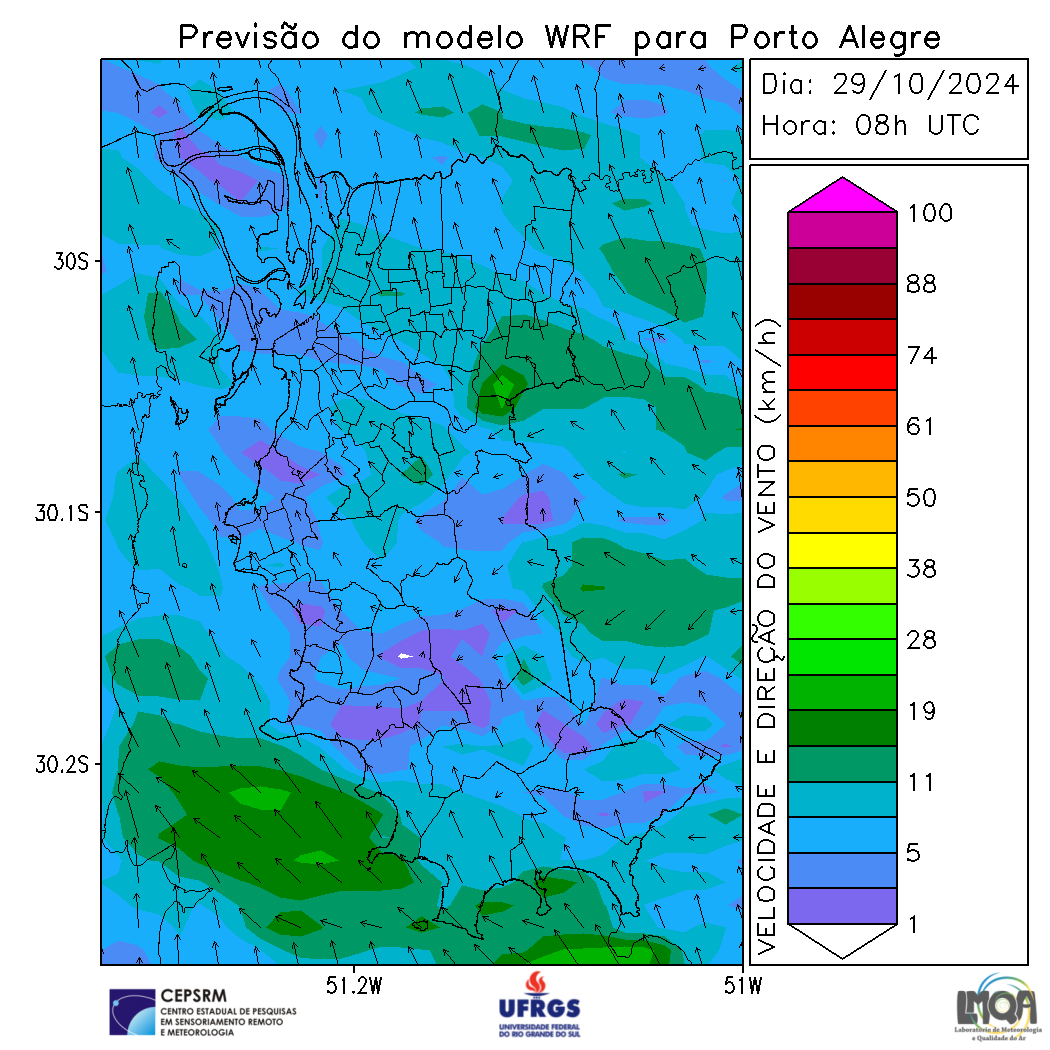 Previsão do modelo WRF para Porto Alegre
Dia: 29/10/2024
Hora: 08h UTC
30S
30.1S
30.2S
51.2W
51W
VELOCIDADE E DIREÇÃO DO VENTO (km/h)
100
88
74
61
50
38
28
19
11
5
1
CEPSRM
CENTRO ESTADUAL DE PESQUISAS
EM SENSORIAMENTO REMOTO
E METEOROLOGIA
UFRGS
UNIVERSIDADE FEDERAL
DO RIO GRANDE DO SUL
LMQA
Laboratório de Meteorologia
e Qualidade do Ar